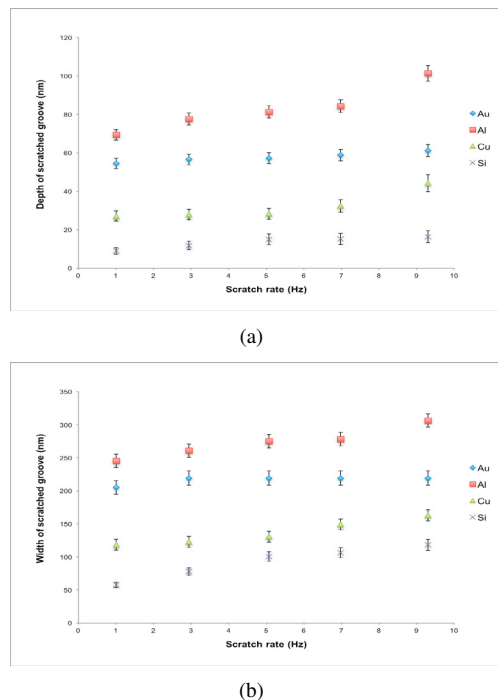 120
100
80
60
40
20
0
Depth of scratched groove (nm)
0 1 2 3 4 5 6 7 8 9 10
Scratch rate (Hz)
Au
Al
Cu
Si
(a)
350
300
250
200
150
100
50
0
Width of scratched groove (nm)
0 1 2 3 4 5 6 7 8 9 10
Scratch rate (Hz)
Au
Al
Cu
Si
(b)